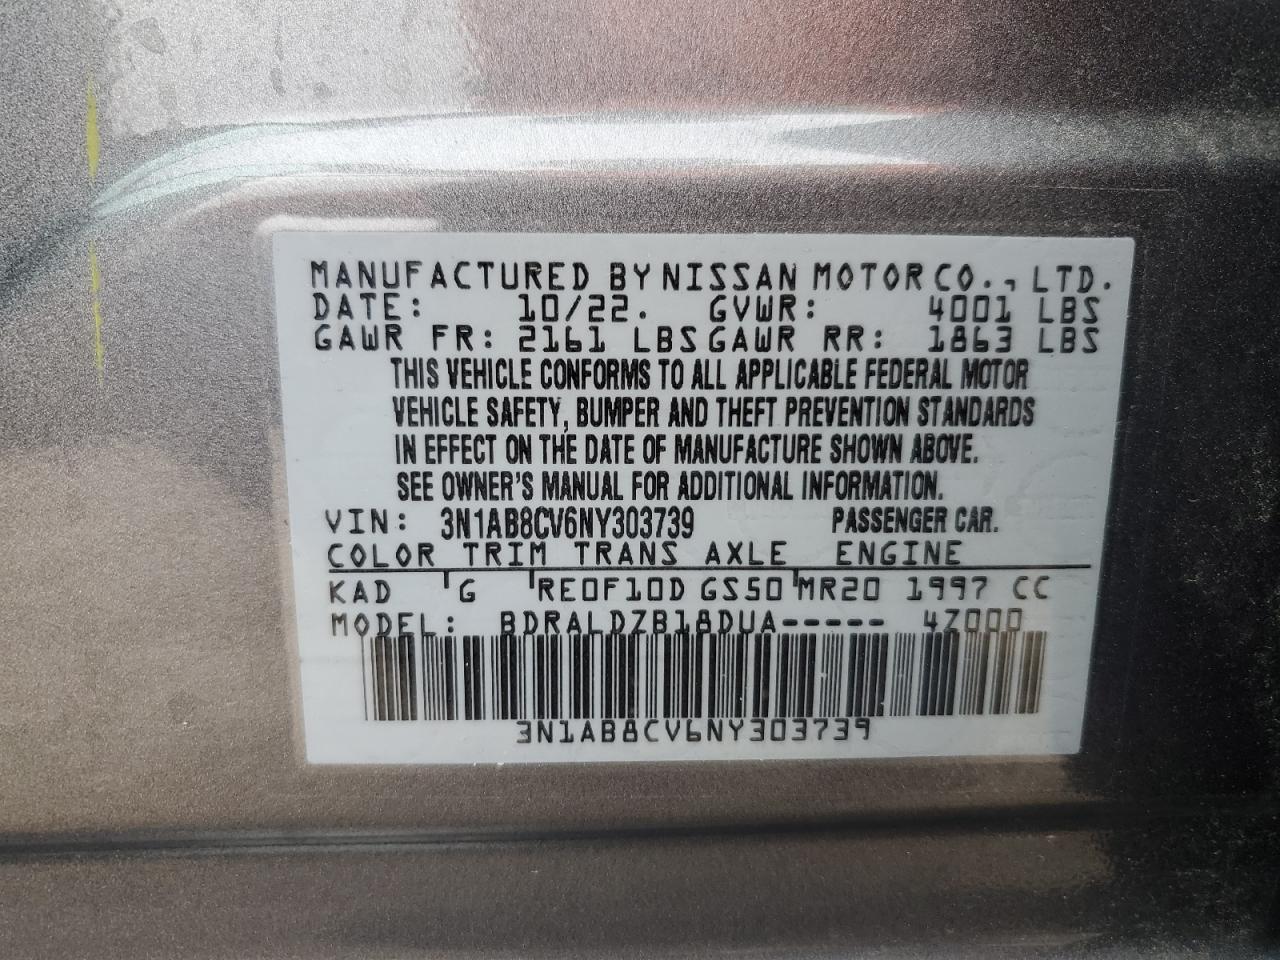 MANUFACTURED BY NISSAN MOTOR CO., LTD.
DATE: 10/22. GVWR: 4001 LBS
GAWR FR: 2161 LBS GAWR RR: 1863 LBS
THIS VEHICLE CONFORMS TO ALL APPLICABLE FEDERAL MOTOR
VEHICLE SAFETY, BUMPER AND THEFT PREVENTION STANDARDS
IN EFFECT ON THE DATE OF MANUFACTURE SHOWN ABOVE.
SEE OWNER'S MANUAL FOR ADDITIONAL INFORMATION.
VIN: 3N1AB8CV6NY303739 PASSENGER CAR.
COLOR TRIM TRANS AXLE ENGINE
KAD G RE0F10D GS50 MR20 1997 CC
MODEL: BDRALDZB18DUA----- 4Z000
3N1AB8CV6NY303739